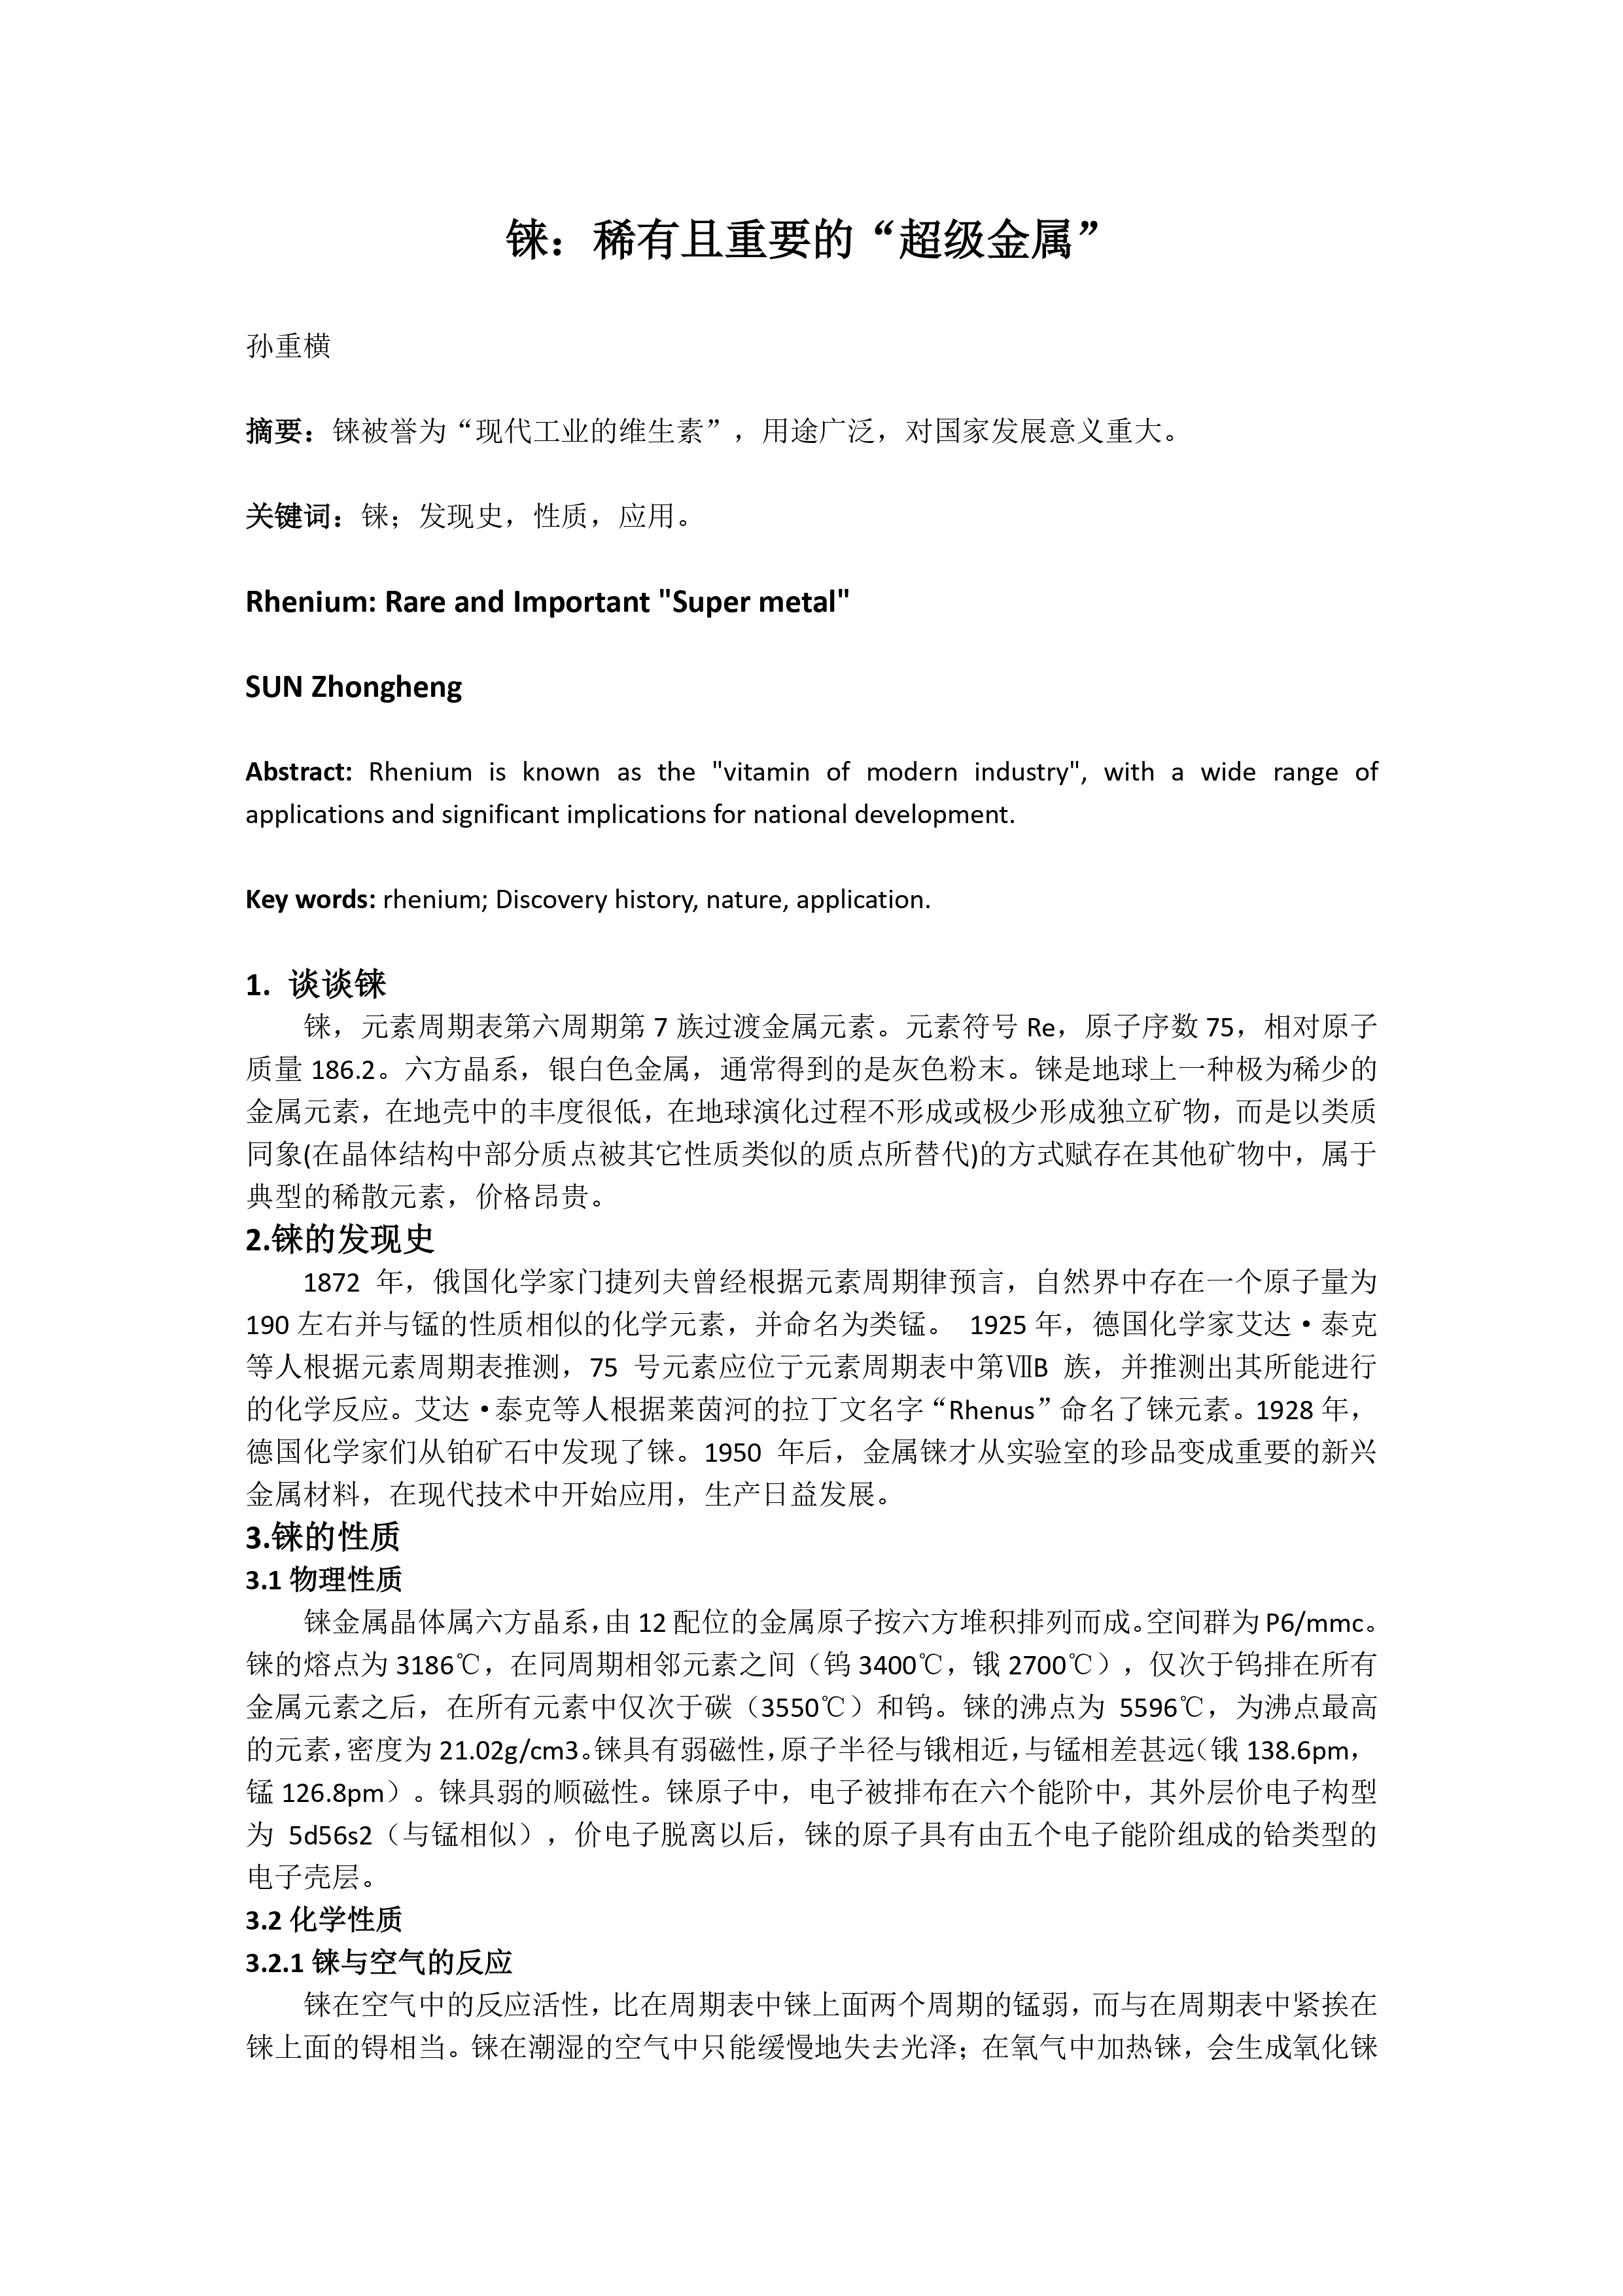 铼：稀有且重要的“超级金属”
孙重横
摘要：铼被誉为“现代工业的维生素”，用途广泛，对国家发展意义重大。
关键词：铼；发现史，性质，应用。
Rhenium: Rare and Important "Super metal"
SUN Zhongheng
Abstract: Rhenium is known as the "vitamin of modern industry", with a wide range of
applications and significant implications for national development.
Key words: rhenium; Discovery history, nature, application.
1. 谈谈铼
铼，元素周期表第六周期第 7 族过渡金属元素。元素符号 Re，原子序数 75，相对原子
质量 186.2。六方晶系，银白色金属，通常得到的是灰色粉末。铼是地球上一种极为稀少的
金属元素，在地壳中的丰度很低，在地球演化过程不形成或极少形成独立矿物，而是以类质
同象(在晶体结构中部分质点被其它性质类似的质点所替代)的方式赋存在其他矿物中，属于
典型的稀散元素，价格昂贵。
2.铼的发现史
1872 年，俄国化学家门捷列夫曾经根据元素周期律预言，自然界中存在一个原子量为
190 左右并与锰的性质相似的化学元素，并命名为类锰。 1925 年，德国化学家艾达·泰克
等人根据元素周期表推测，75 号元素应位于元素周期表中第ⅦB 族，并推测出其所能进行
的化学反应。艾达·泰克等人根据莱茵河的拉丁文名字“Rhenus”命名了铼元素。1928 年，
德国化学家们从铂矿石中发现了铼。1950 年后，金属铼才从实验室的珍品变成重要的新兴
金属材料，在现代技术中开始应用，生产日益发展。
3.铼的性质
3.1 物理性质
铼金属晶体属六方晶系，由 12 配位的金属原子按六方堆积排列而成。空间群为 P6/mmc。
铼的熔点为 3186℃，在同周期相邻元素之间（钨 3400℃，锇 2700℃），仅次于钨排在所有
金属元素之后，在所有元素中仅次于碳（3550℃）和钨。铼的沸点为 5596℃，为沸点最高
的元素，密度为 21.02g/cm3。铼具有弱磁性，原子半径与锇相近，与锰相差甚远（锇 138.6pm，
锰 126.8pm）。铼具弱的顺磁性。铼原子中，电子被排布在六个能阶中，其外层价电子构型
为 5d56s2（与锰相似），价电子脱离以后，铼的原子具有由五个电子能阶组成的铪类型的
电子壳层。
3.2 化学性质
3.2.1 铼与空气的反应
铼在空气中的反应活性，比在周期表中铼上面两个周期的锰弱，而与在周期表中紧挨在
铼上面的锝相当。铼在潮湿的空气中只能缓慢地失去光泽；在氧气中加热铼，会生成氧化铼